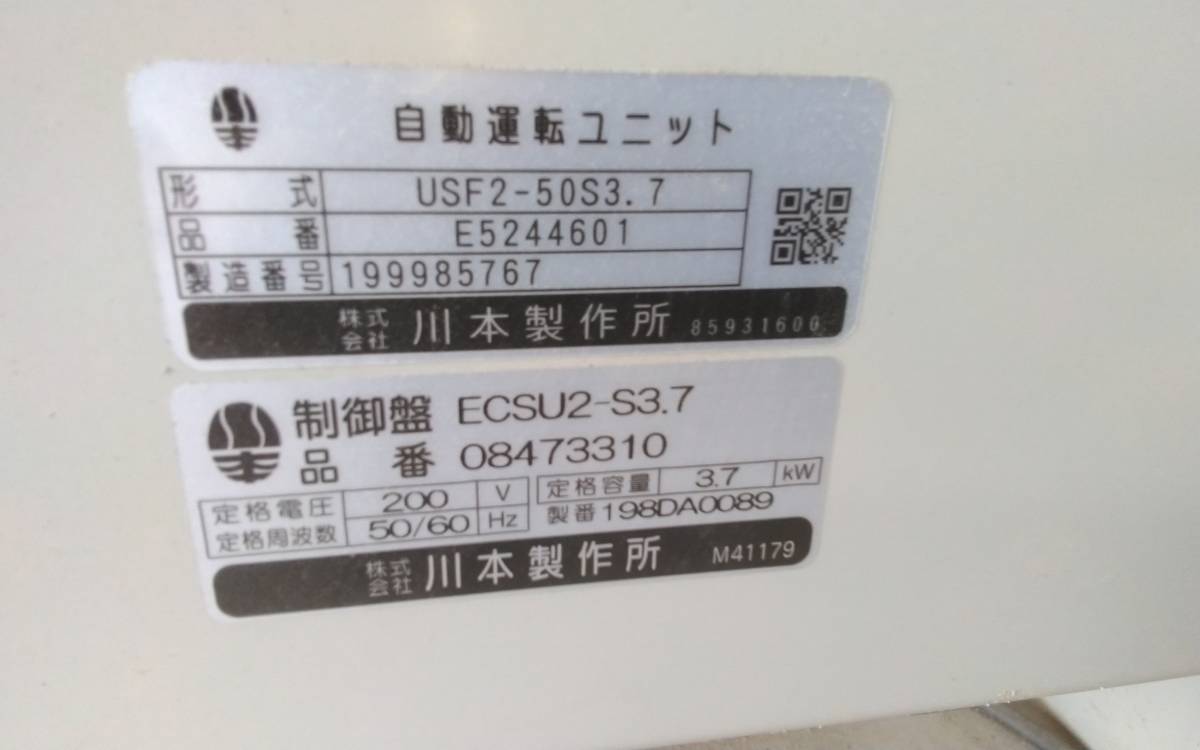 自動運転ユニット
形式 USF2-50S3.7
品番 E5244601
製造番号 199985767
株式会社 川本製作所 85931600
制御盤 ECSU2-S3.7
品番 08473310
定格電圧 200 V 定格容量 3.7 kW
定格周波数 50/60 Hz 製番 198DA0089
株式会社 川本製作所 M41179